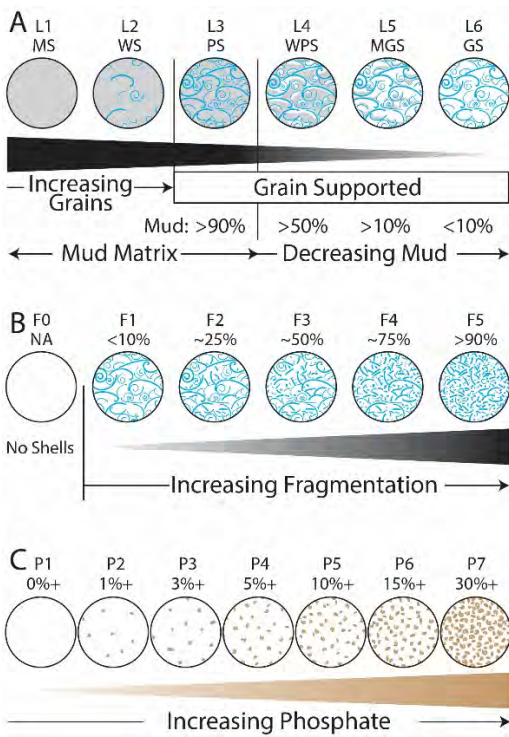 A
L1 L2 L3 L4 L5 L6
MS WS PS WPS MGS GS
Increasing Grains
Grain Supported
Mud: >90% >50% >10% <10%
Mud Matrix Decreasing Mud
B
F0 F1 F2 F3 F4 F5
NA <10% ~25% ~50% ~75% >90%
No Shells
Increasing Fragmentation
C
P1 P2 P3 P4 P5 P6 P7
0%+ 1%+ 3%+ 5%+ 10%+ 15%+ 30%+
Increasing Phosphate